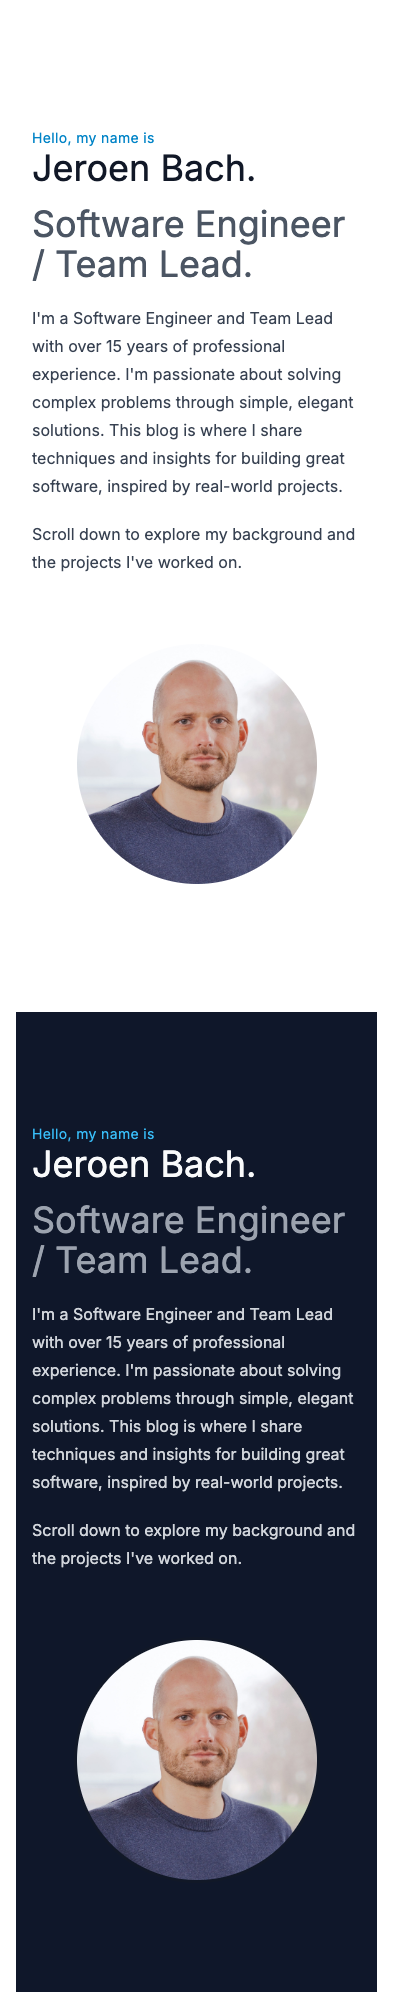 Hello, my name is
Jeroen Bach.
Software Engineer
/ Team Lead.
I'm a Software Engineer and Team Lead
with over 15 years of professional
experience. I'm passionate about solving
complex problems through simple, elegant
solutions. This blog is where I share
techniques and insights for building great
software, inspired by real-world projects.
Scroll down to explore my background and
the projects I've worked on.
Hello, my name is
Jeroen Bach.
Software Engineer
/ Team Lead.
I'm a Software Engineer and Team Lead
with over 15 years of professional
experience. I'm passionate about solving
complex problems through simple, elegant
solutions. This blog is where I share
techniques and insights for building great
software, inspired by real-world projects.
Scroll down to explore my background and
the projects I've worked on.